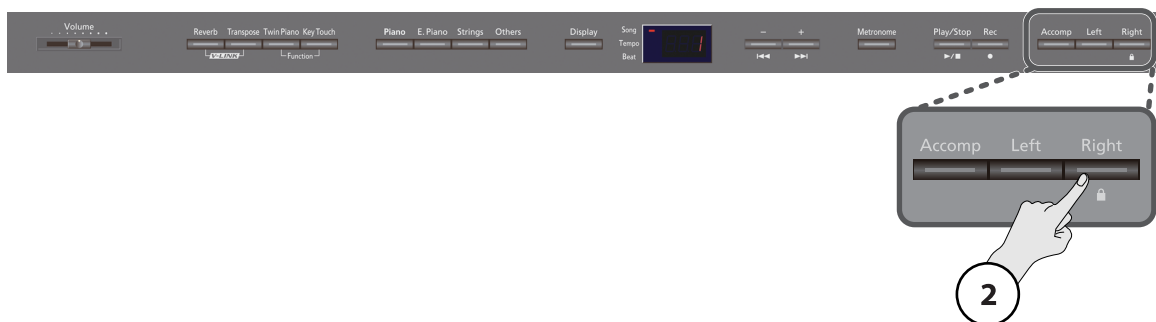 Volume
Reverb Transpose Twin Piano Key Touch
V-LINK
Function
Piano E. Piano Strings Others
Display
Song
Tempo
Beat
1
− +
Metronome
Play/Stop Rec
Accomp Left Right
Accomp Left Right
2